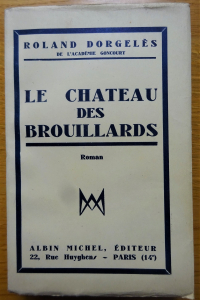 ROLAND DORGELÈS
DE L'ACADÉMIE GONCOURT
LE CHATEAU
DES
BROUILLARDS
Roman
ALBIN MICHEL, ÉDITEUR
22, Rue Huyghens — PARIS (14ᵉ)